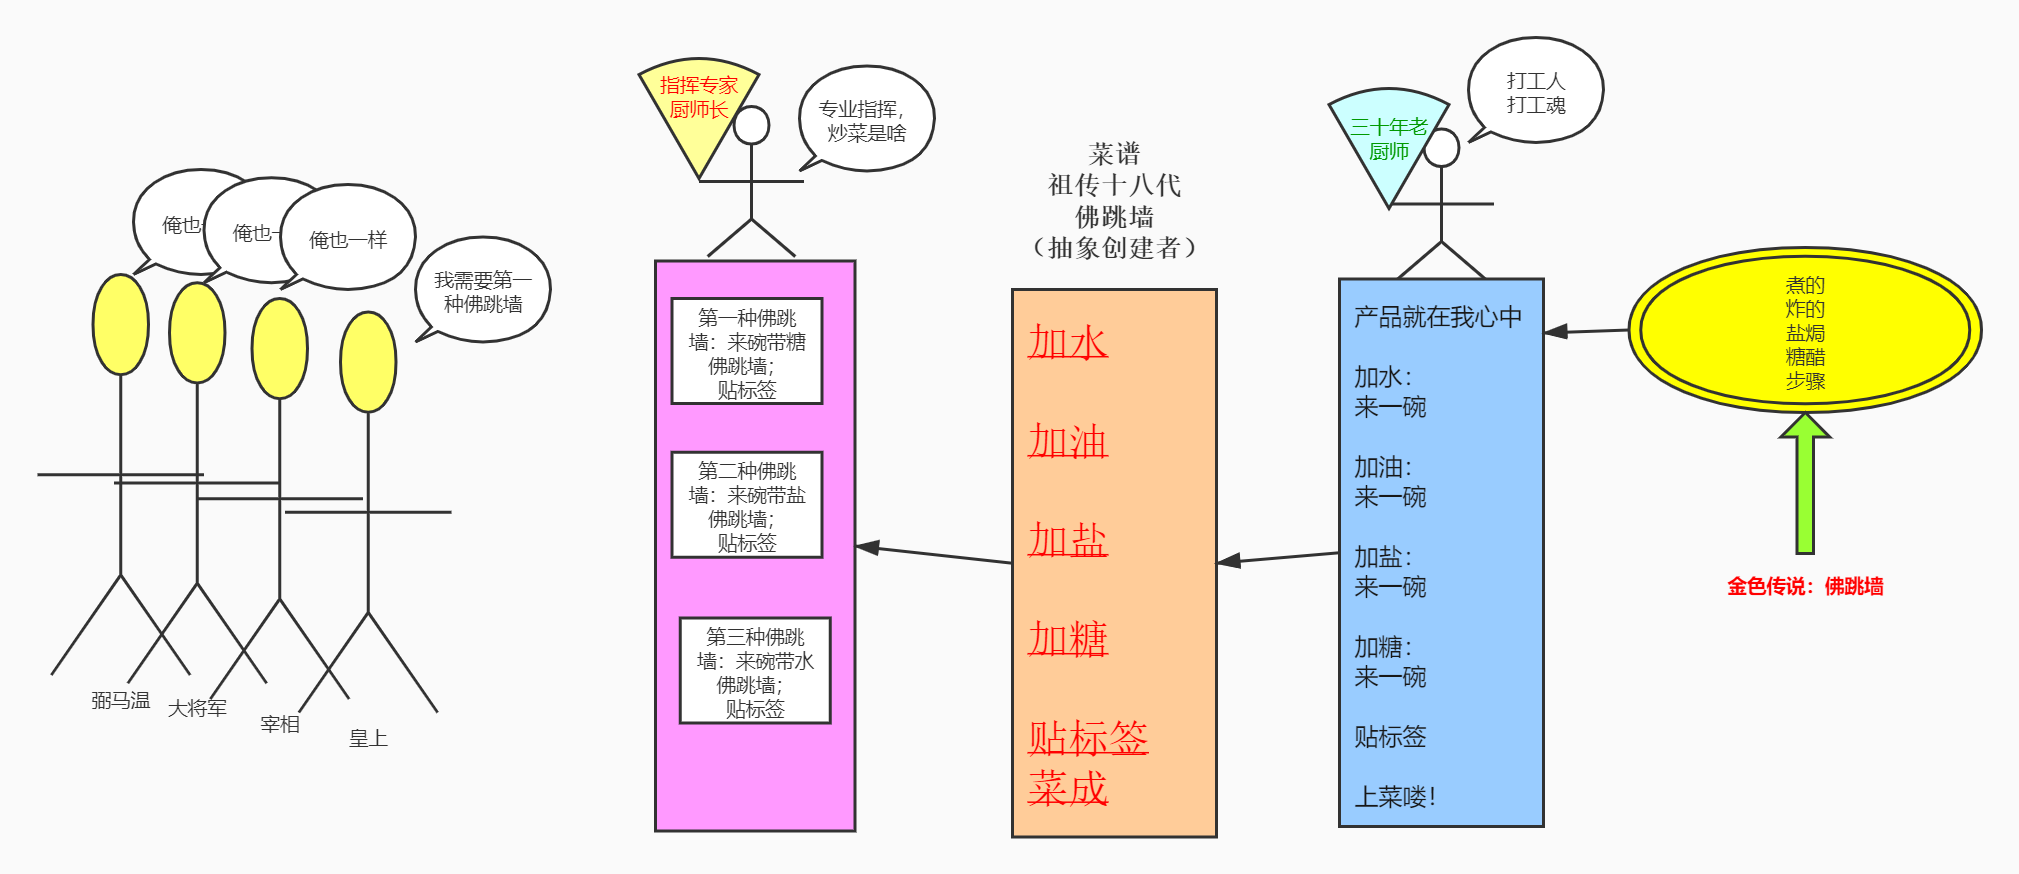 俺也
俺也一
俺也一样
我需要第一
种佛跳墙
弼马温
大将军
宰相
皇上
指挥专家
厨师长
专业指挥，
炒菜是啥
第一种佛跳
墙：来碗带糖
佛跳墙；
贴标签
第二种佛跳
墙：来碗带盐
佛跳墙；
贴标签
第三种佛跳
墙：来碗带水
佛跳墙；
贴标签
菜谱
祖传十八代
佛跳墙
（抽象创建者）
加水
加油
加盐
加糖
贴标签
菜成
三十年老
厨师
打工人
打工魂
产品就在我心中
加水：
来一碗
加油：
来一碗
加盐：
来一碗
加糖：
来一碗
贴标签
上菜喽！
煮的
炸的
盐焗
糖醋
步骤
金色传说：佛跳墙